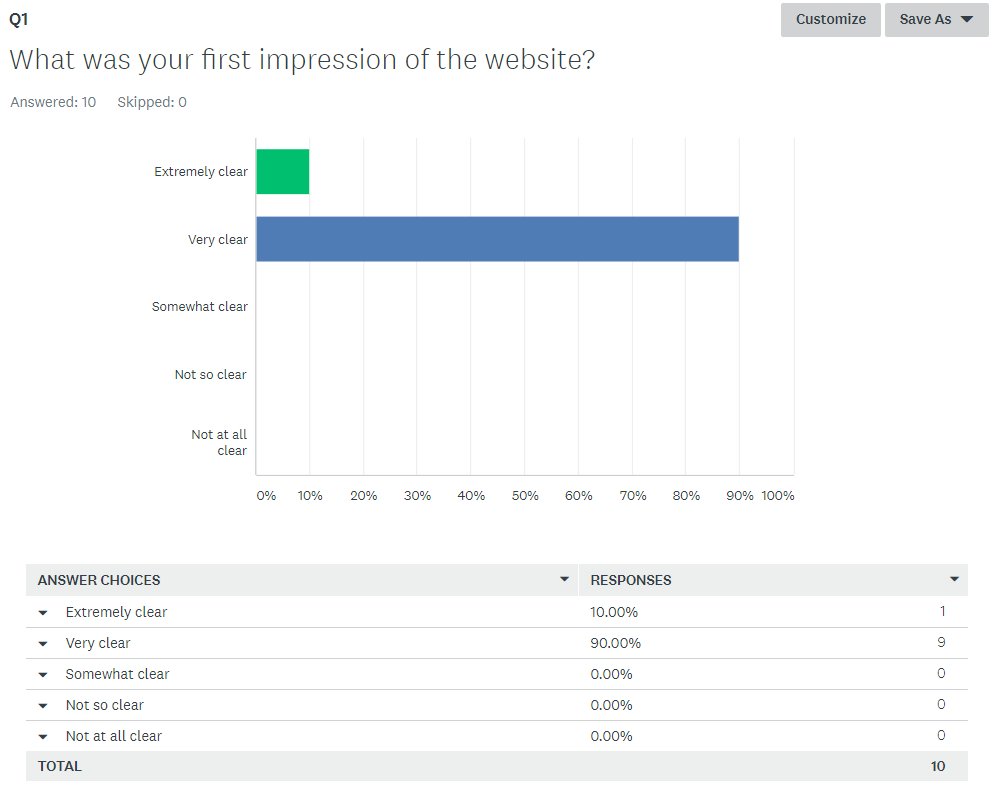 Q1
Customize
Save As
What was your first impression of the website?
Answered: 10 Skipped: 0
Extremely clear
Very clear
Somewhat clear
Not so clear
Not at all
clear
0% 10% 20% 30% 40% 50% 60% 70% 80% 90% 100%
ANSWER CHOICES RESPONSES
Extremely clear 10.00% 1
Very clear 90.00% 9
Somewhat clear 0.00% 0
Not so clear 0.00% 0
Not at all clear 0.00% 0
TOTAL 10